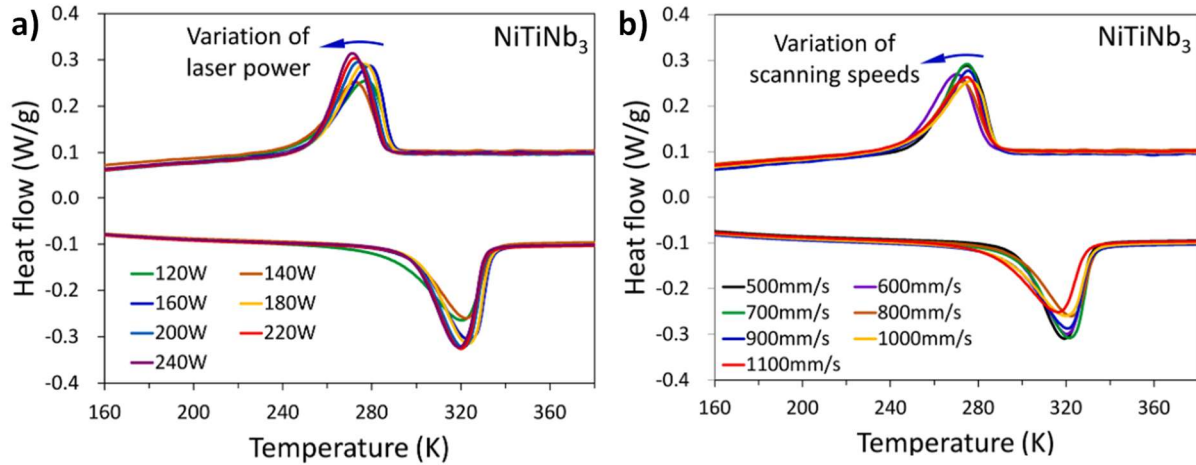 a)
Variation of
laser power
NiTiNb₃
Heat flow (W/g)
0.4
0.3
0.2
0.1
0.0
-0.1
-0.2
-0.3
-0.4
120W 140W
160W 180W
200W 220W
240W
160 200 240 280 320 360
Temperature (K)
b)
Variation of
scanning speeds
NiTiNb₃
Heat flow (W/g)
0.4
0.3
0.2
0.1
0.0
-0.1
-0.2
-0.3
-0.4
500mm/s 600mm/s
700mm/s 800mm/s
900mm/s 1000mm/s
1100mm/s
160 200 240 280 320 360
Temperature (K)